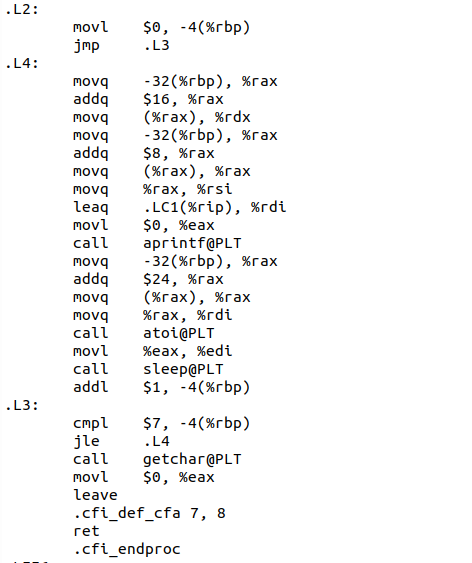 .L2:
movl $0, -4(%rbp)
jmp .L3
.L4:
movq -32(%rbp), %rax
addq $16, %rax
movq (%rax), %rdx
movq -32(%rbp), %rax
addq $8, %rax
movq (%rax), %rax
movq %rax, %rsi
leaq .LC1(%rip), %rdi
movl $0, %eax
call aprintf@PLT
movq -32(%rbp), %rax
addq $24, %rax
movq (%rax), %rax
movq %rax, %rdi
call atoi@PLT
movl %eax, %edi
call sleep@PLT
addl $1, -4(%rbp)
.L3:
cmpl $7, -4(%rbp)
jle .L4
call getchar@PLT
movl $0, %eax
leave
.cfi_def_cfa 7, 8
ret
.cfi_endproc